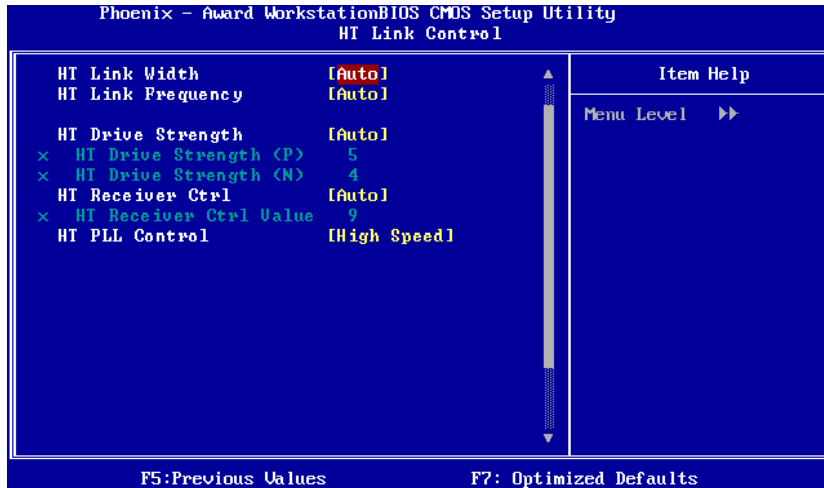 Phoenix - Award WorkstationBIOS CMOS Setup Utility
HT Link Control
HT Link Width [Auto]
HT Link Frequency [Auto]
HT Drive Strength [Auto]
x HT Drive Strength (P) 5
x HT Drive Strength (N) 4
HT Receiver Ctrl [Auto]
x HT Receiver Ctrl Value 9
HT PLL Control [High Speed]
Item Help
Menu Level ▸▸
F5:Previous Values F7: Optimized Defaults